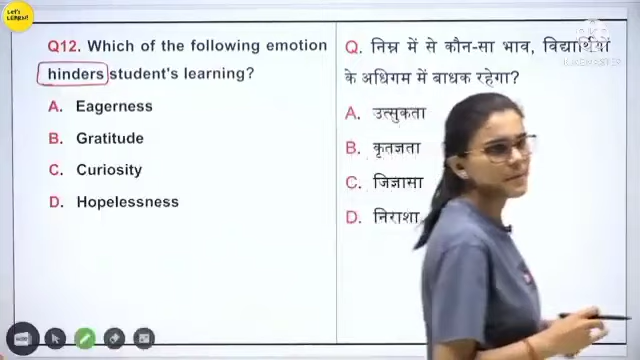 LET'S LEARN!
Q12. Which of the following emotion
hinders student's learning?
A. Eagerness
B. Gratitude
C. Curiosity
D. Hopelessness
Q. निम्न में से कौन-सा भाव, विद्यार्थियों
के अधिगम में बाधक रहेगा?
A. उत्सुकता
B. कृतज्ञता
C. जिज्ञासा
D. निराशा
KINEMASTER